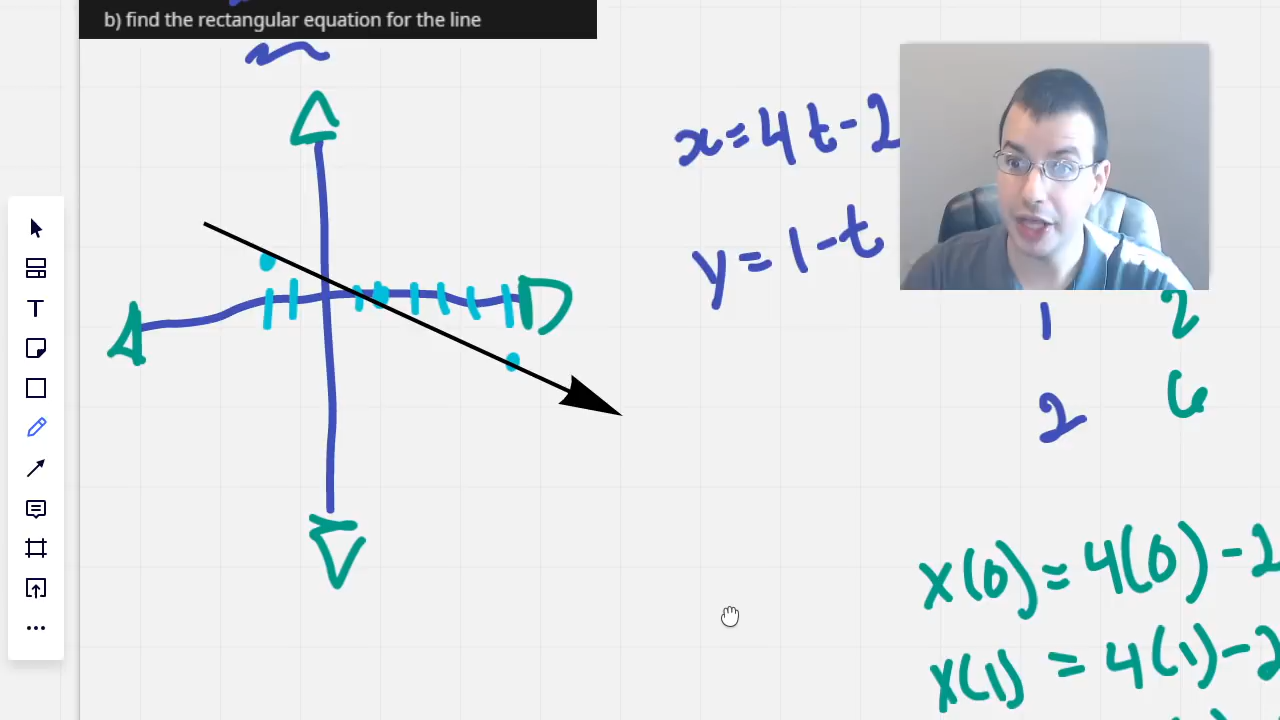 b) find the rectangular equation for the line
x=4t-2
y=1-t
1 2
2 6
x(0)=4(0)-2
x(1)=4(1)-2